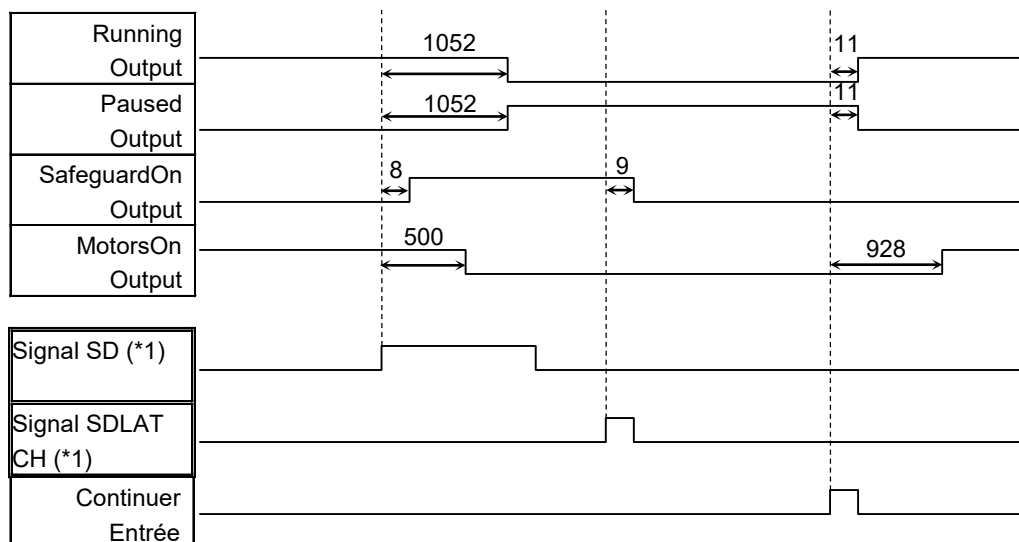 Running
Output
1052
11
Paused
Output
1052
11
SafeguardOn
Output
8
9
MotorsOn
Output
500
928
Signal SD (*1)
Signal SDLAT
CH (*1)
Continuer
Entrée